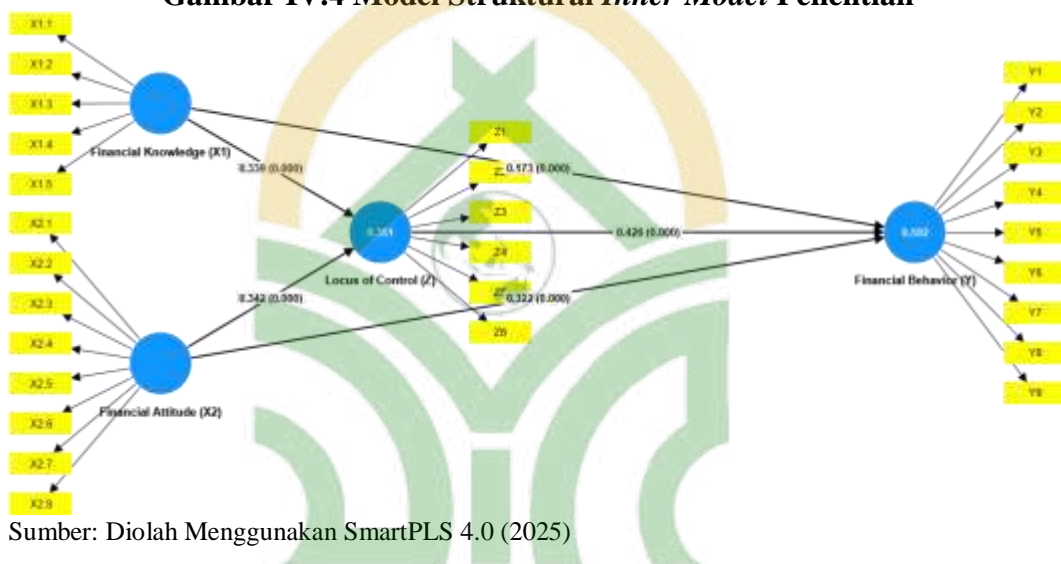 Gambar IV.4 Model Struktural Inner Model Penelitian
X1.1
X1.2
X1.3
X1.4
X1.5
Financial Knowledge (X1)
X2.1
X2.2
X2.3
X2.4
X2.5
X2.6
X2.7
X2.8
Financial Attitude (X2)
0.339 (0.000)
0.342 (0.000)
Locus of Control (Z)
Z1
0.173 (0.000)
Z3
0.426 (0.000)
Z4
0.322 (0.000)
Z6
Financial Behavior (Y)
Y1
Y2
Y3
Y4
Y5
Y6
Y7
Y8
Y9
Sumber: Diolah Menggunakan SmartPLS 4.0 (2025)